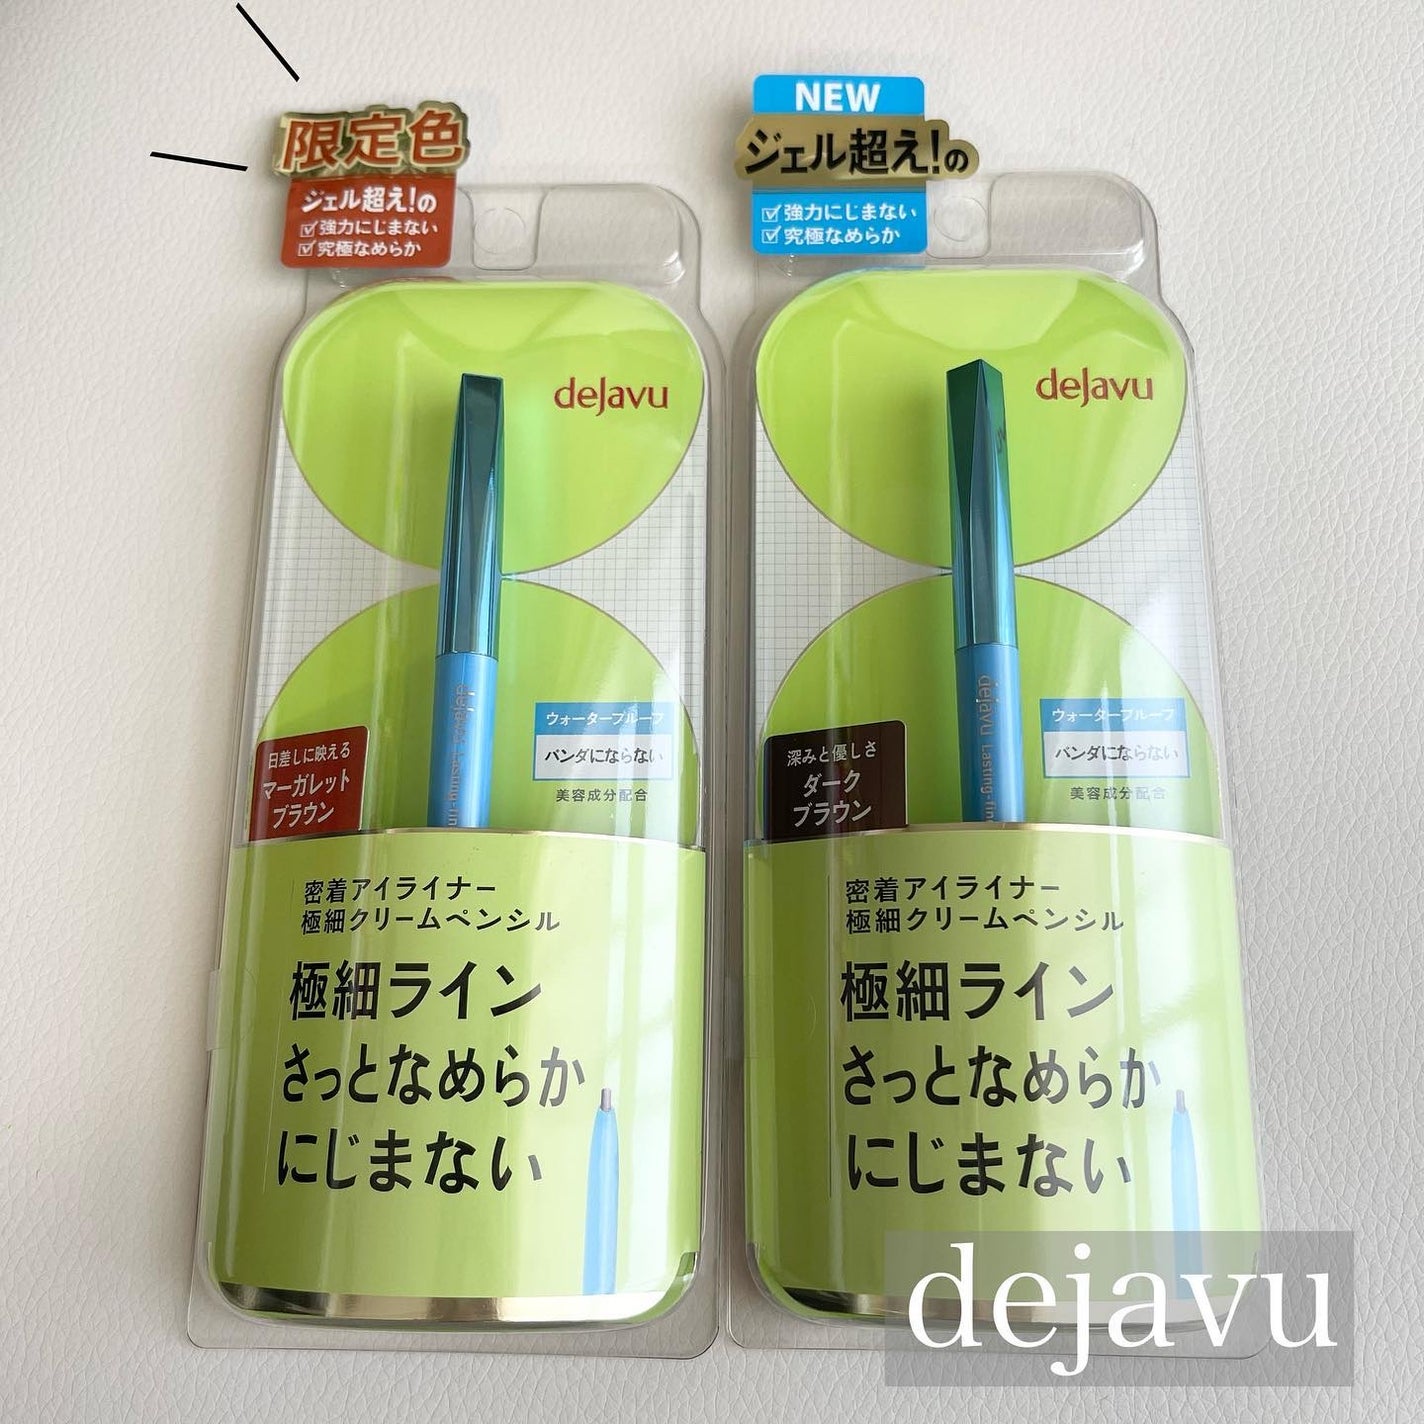 限定色
ジェル超え!の
強力にじまない
究極なめらか
dejavu
dejavu Lasting-fin
日差しに映える
マーガレット
ブラウン
ウォータープルーフ
パンダにならない
美容成分配合
密着アイライナー
極細クリームペンシル
極細ライン
さっとなめらか
にじまない
NEW
ジェル超え!の
強力にじまない
究極なめらか
dejavu
dejavu Lasting-fin
深みと優しさ
ダーク
ブラウン
ウォータープルーフ
パンダにならない
美容成分配合
密着アイライナー
極細クリームペンシル
極細ライン
さっとなめらか
にじまない
dejavu